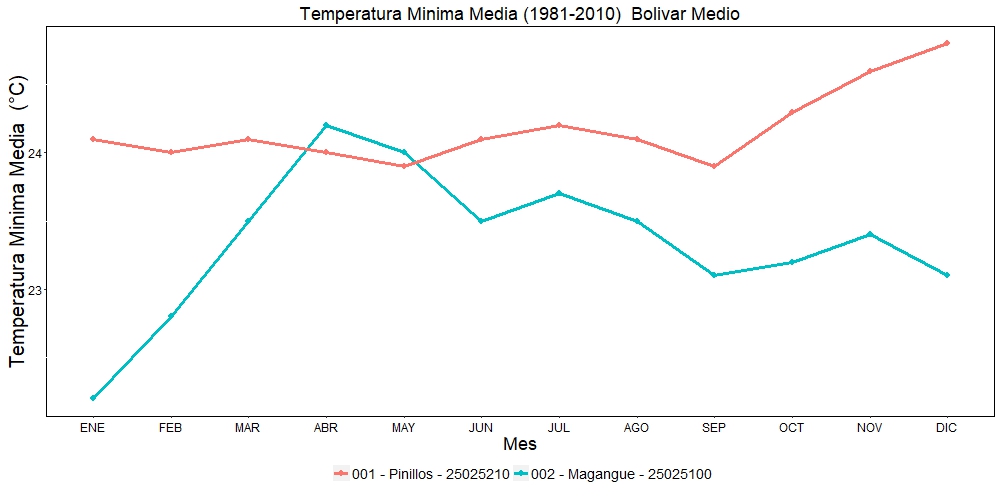 Temperatura Minima Media (1981-2010)  Bolivar Medio
Temperatura Minima Media  (°C)
24
23
ENE FEB MAR ABR MAY JUN JUL AGO SEP OCT NOV DIC
Mes
001 - Pinillos - 25025210 002 - Magangue - 25025100